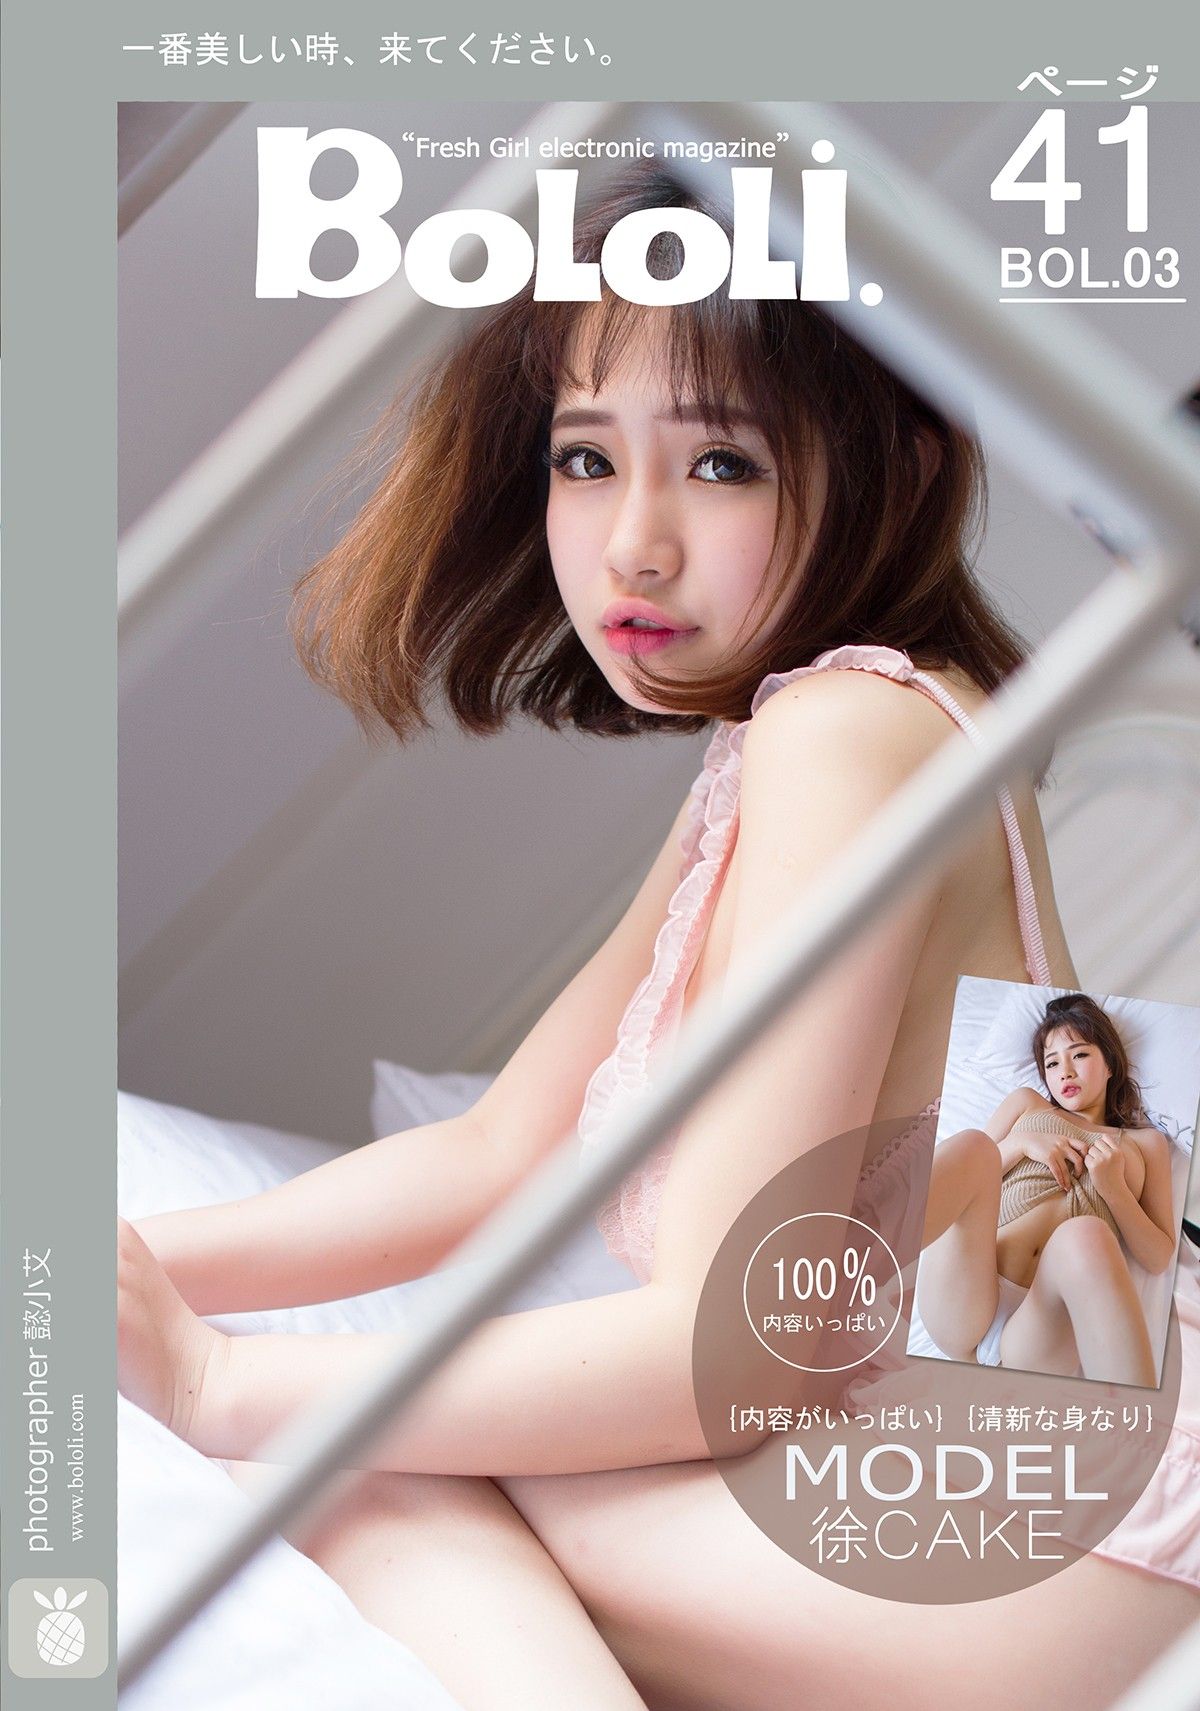 一番美しい時、来てください。
ページ
41
BOL.03
“Fresh Girl electronic magazine”
BoLoLi.
100%
内容いっぱい
{内容がいっぱい} {清新な身なり}
MODEL
徐CAKE
photographer 懿小艾
www.bololi.com